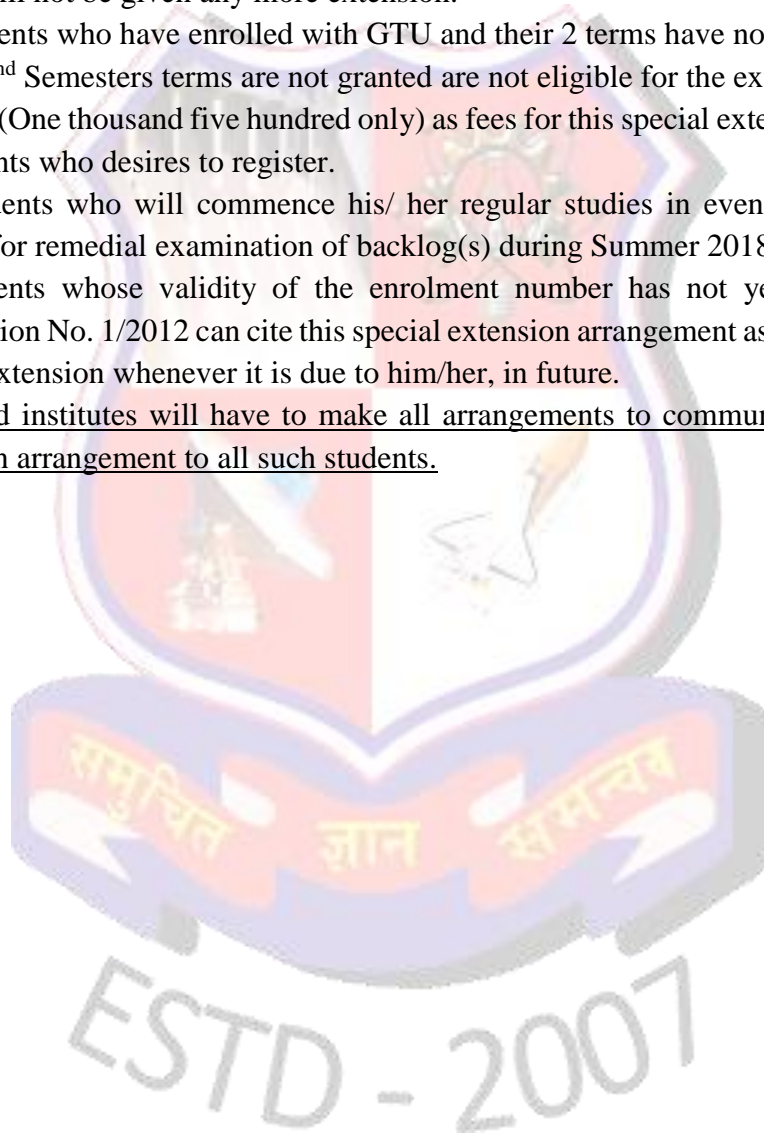 not be given any more extension.
ents who have enrolled with GTU and their 2 terms have no
nd Semesters terms are not granted are not eligible for the ex
(One thousand five hundred only) as fees for this special exte
nts who desires to register.
dents who will commence his/ her regular studies in even
for remedial examination of backlog(s) during Summer 2018
ents whose validity of the enrolment number has not ye
ion No. 1/2012 can cite this special extension arrangement as
xtension whenever it is due to him/her, in future.
d institutes will have to make all arrangements to commun
n arrangement to all such students.
समुचित ज्ञान समन्वय
ESTD - 2007